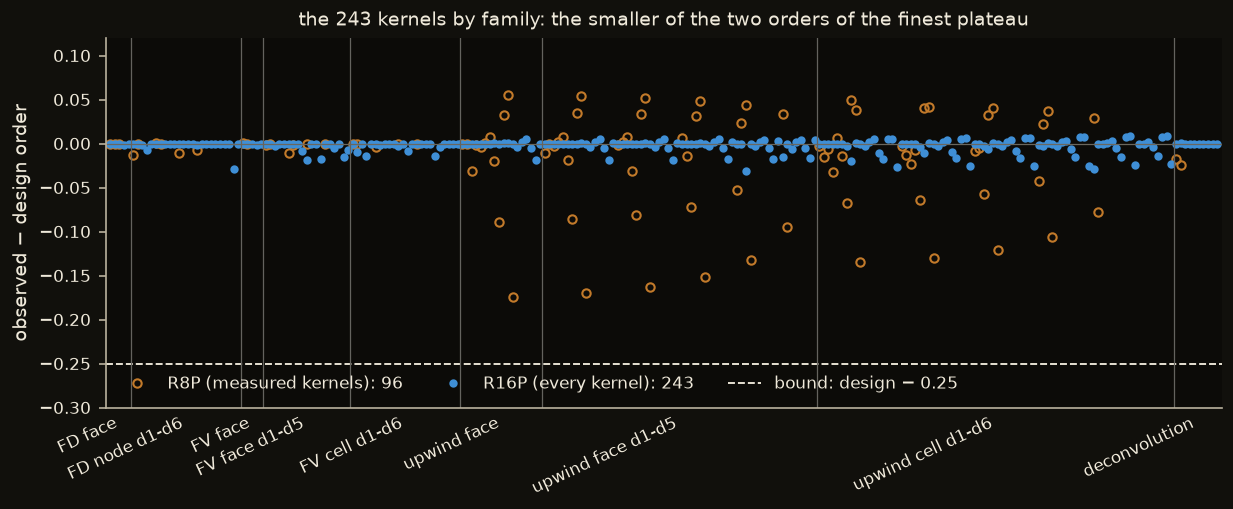 the 243 kernels by family: the smaller of the two orders of the finest plateau
observed − design order
0.10
0.05
0.00
−0.05
−0.10
−0.15
−0.20
−0.25
−0.30
R8P (measured kernels): 96
R16P (every kernel): 243
bound: design − 0.25
FD face
FD node d1-d6
FV face
FV face d1-d5
FV cell d1-d6
upwind face
upwind face d1-d5
upwind cell d1-d6
deconvolution